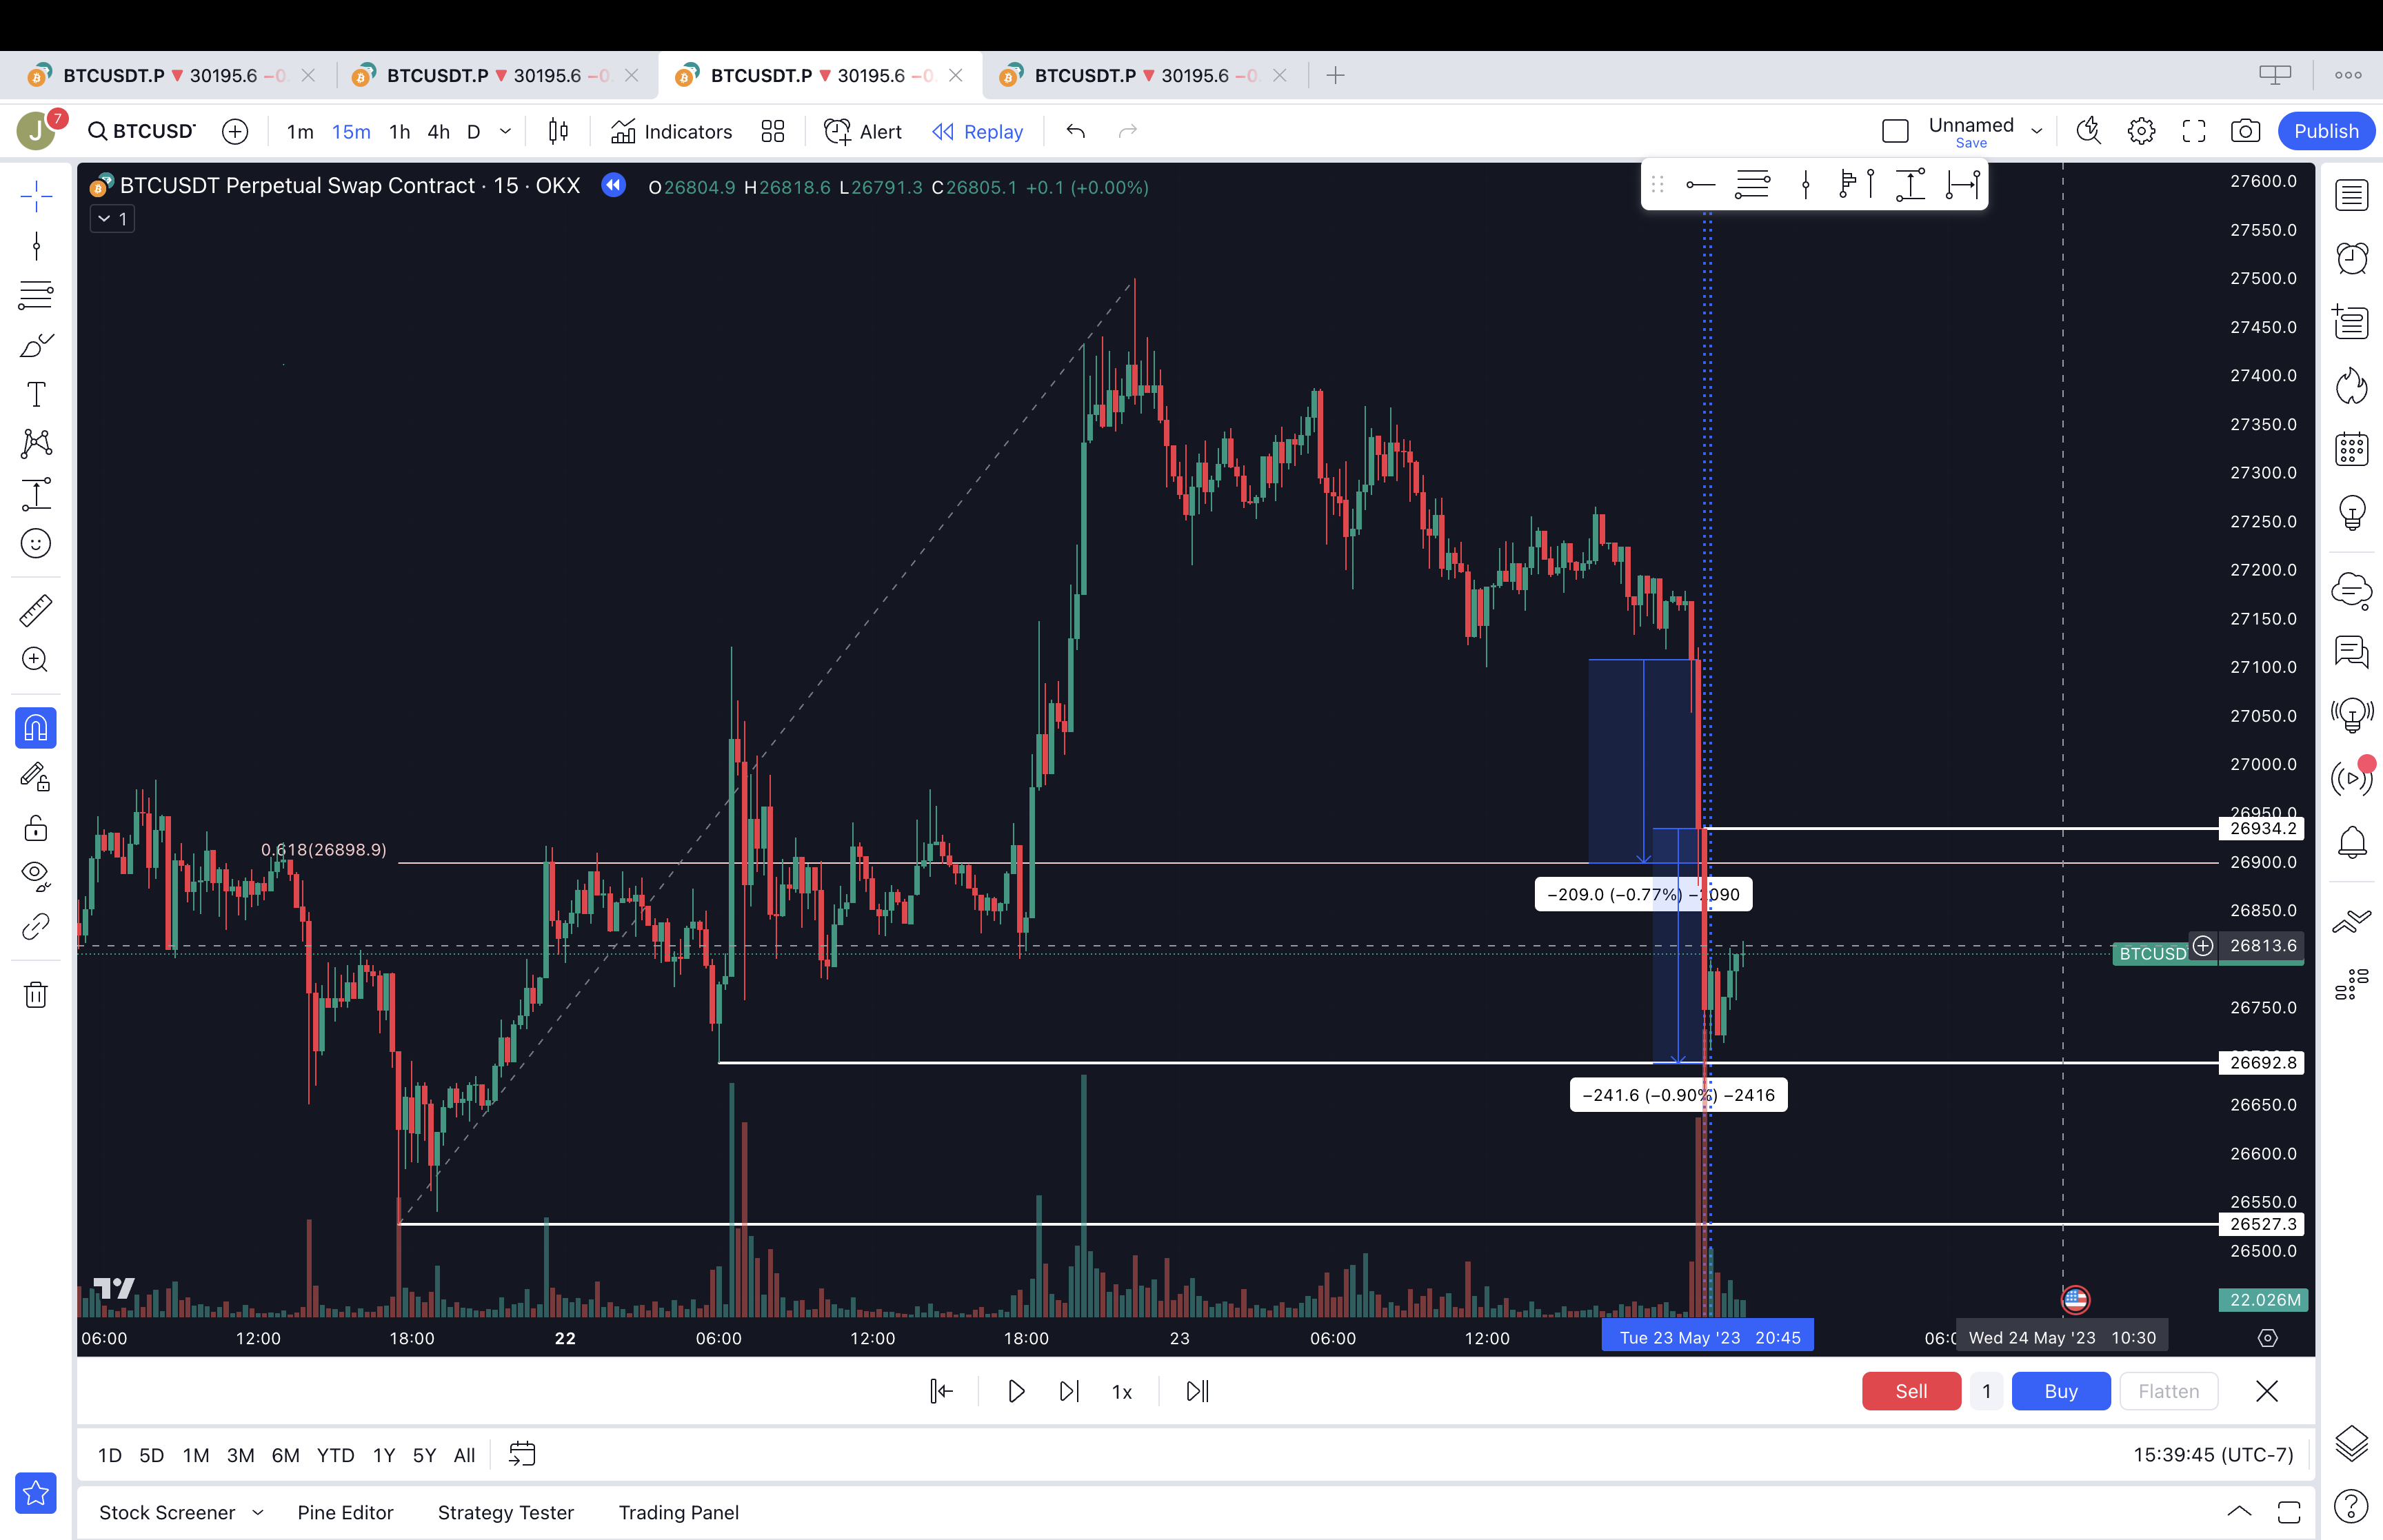 BTCUSDT.P 30195.6 −0. BTCUSDT.P 30195.6 −0. BTCUSDT.P 30195.6 −0. BTCUSDT.P 30195.6 −0.
J 7 BTCUSD 1m 15m 1h 4h D Indicators Alert Replay Unnamed Save Publish
BTCUSDT Perpetual Swap Contract · 15 · OKX O26804.9 H26818.6 L26791.3 C26805.1 +0.1 (+0.00%)
1
27600.0
27550.0
27500.0
27450.0
27400.0
27350.0
27300.0
27250.0
27200.0
27150.0
27100.0
27050.0
27000.0
26950.0
26934.2
0.618(26898.9)
26900.0
−209.0 (−0.77%) −2090
26850.0
BTCUSD 26813.6
26750.0
26692.8
−241.6 (−0.90%) −2416
26650.0
26600.0
26550.0
26527.3
26500.0
22.026M
06:00 12:00 18:00 22 06:00 12:00 18:00 23 06:00 12:00 Tue 23 May '23 20:45 06:0 Wed 24 May '23 10:30
1x Sell 1 Buy Flatten
1D 5D 1M 3M 6M YTD 1Y 5Y All 15:39:45 (UTC-7)
Stock Screener Pine Editor Strategy Tester Trading Panel